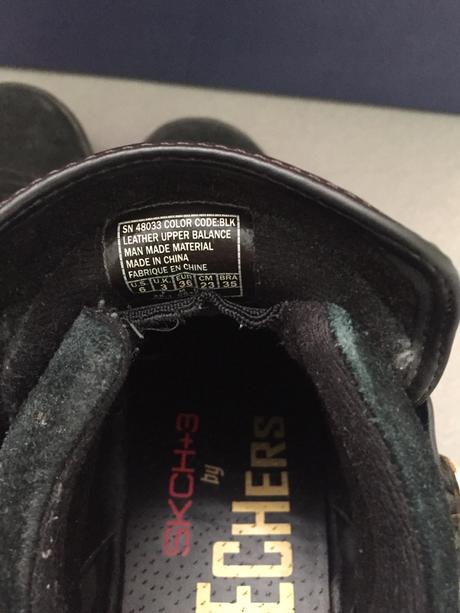 SN 48033 COLOR CODE:BLK
LEATHER UPPER BALANCE
MAN MADE MATERIAL
MADE IN CHINA
FABRIQUE EN CHINE
U.S U.K EUR CM BRA
6 3 36 23 35
SKCH+3
by
ECHERS